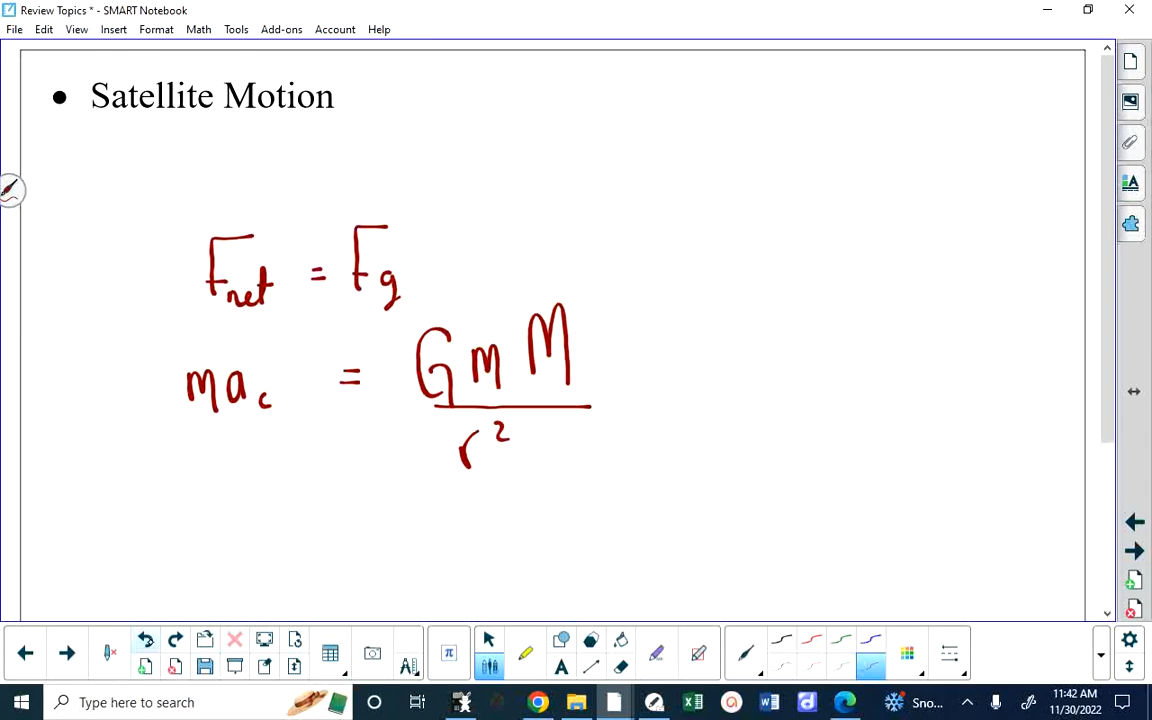 Review Topics * - SMART Notebook
File Edit View Insert Format Math Tools Add-ons Account Help
• Satellite Motion
Fnet = Fg
mac = GmM
r²
π
A
Type here to search
Sno...
11:42 AM
11/30/2022